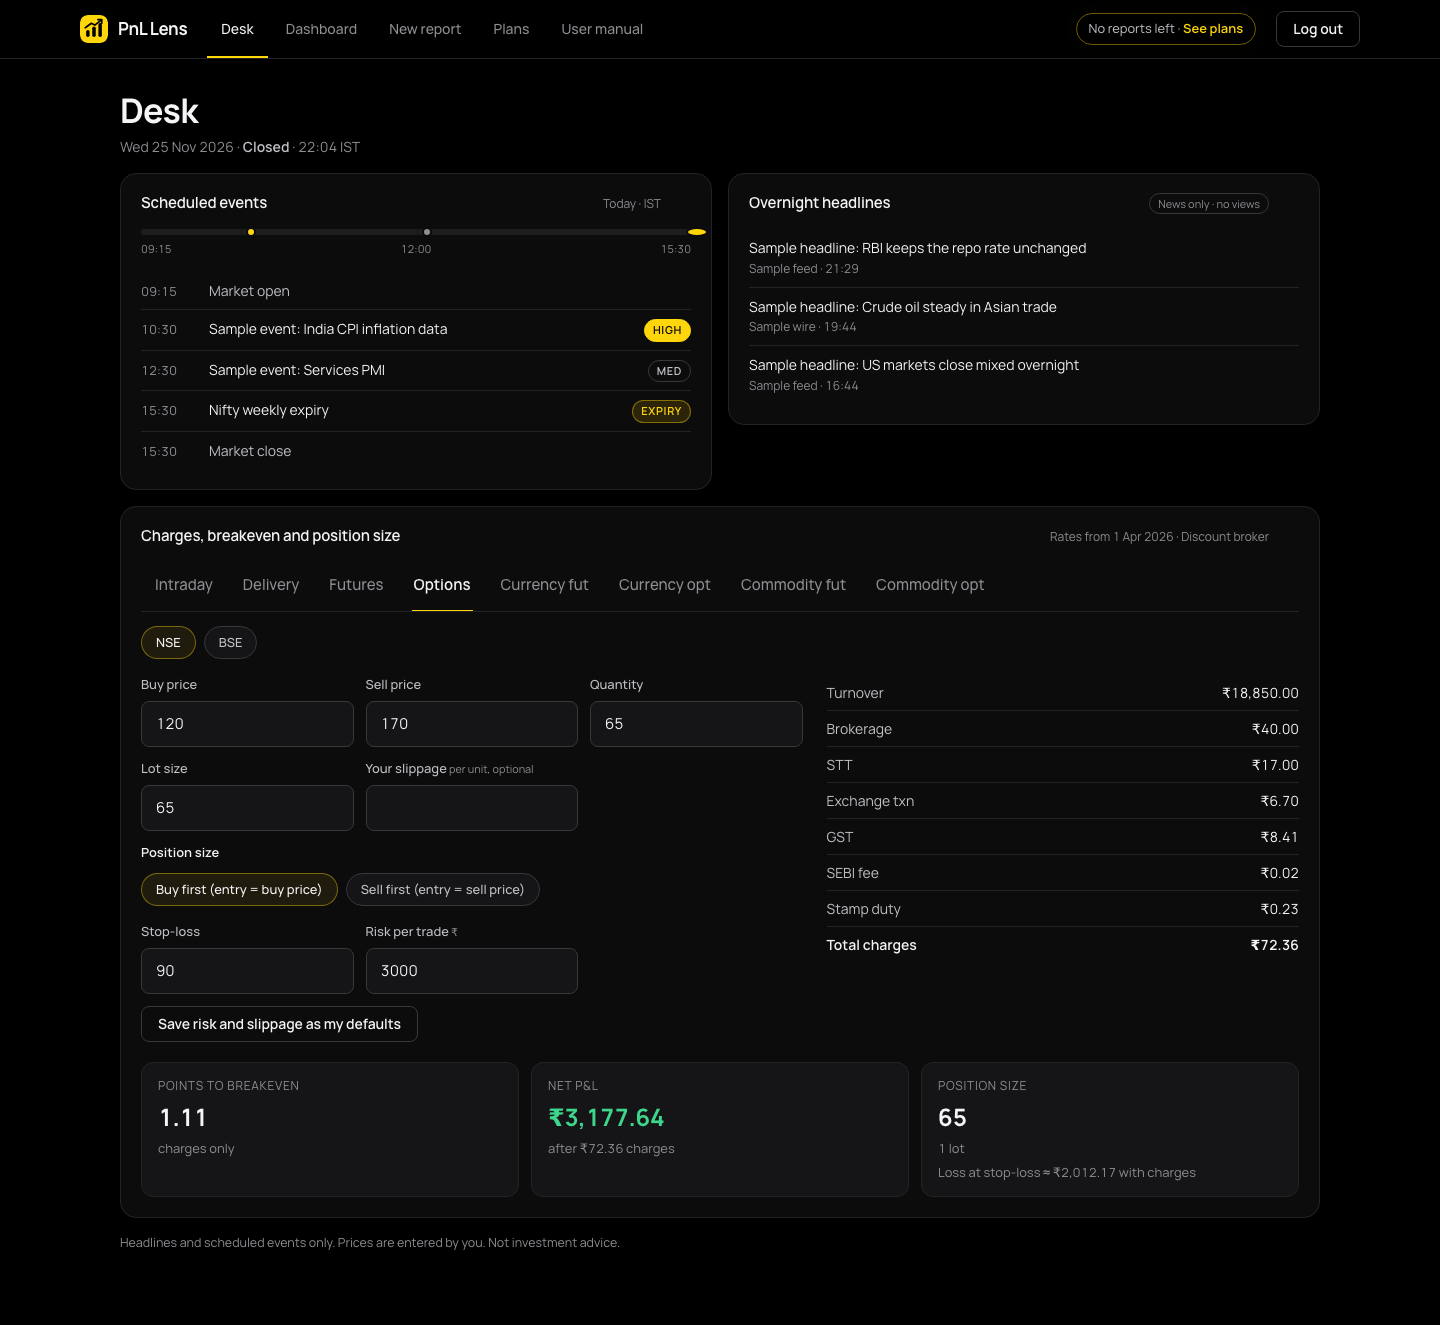 PnL Lens
Desk
Dashboard
New report
Plans
User manual
No reports left · See plans
Log out
Desk
Wed 25 Nov 2026 · Closed · 22:04 IST
Scheduled events
Today · IST
09:15
12:00
15:30
09:15 Market open
10:30 Sample event: India CPI inflation data HIGH
12:30 Sample event: Services PMI MED
15:30 Nifty weekly expiry EXPIRY
15:30 Market close
Overnight headlines
News only · no views
Sample headline: RBI keeps the repo rate unchanged
Sample feed · 21:29
Sample headline: Crude oil steady in Asian trade
Sample wire · 19:44
Sample headline: US markets close mixed overnight
Sample feed · 16:44
Charges, breakeven and position size
Rates from 1 Apr 2026 · Discount broker
Intraday
Delivery
Futures
Options
Currency fut
Currency opt
Commodity fut
Commodity opt
NSE
BSE
Buy price
120
Sell price
170
Quantity
65
Lot size
65
Your slippage per unit, optional
Position size
Buy first (entry = buy price)
Sell first (entry = sell price)
Stop-loss
90
Risk per trade ₹
3000
Save risk and slippage as my defaults
Turnover ₹18,850.00
Brokerage ₹40.00
STT ₹17.00
Exchange txn ₹6.70
GST ₹8.41
SEBI fee ₹0.02
Stamp duty ₹0.23
Total charges ₹72.36
POINTS TO BREAKEVEN
1.11
charges only
NET P&L
₹3,177.64
after ₹72.36 charges
POSITION SIZE
65
1 lot
Loss at stop-loss ≈ ₹2,012.17 with charges
Headlines and scheduled events only. Prices are entered by you. Not investment advice.